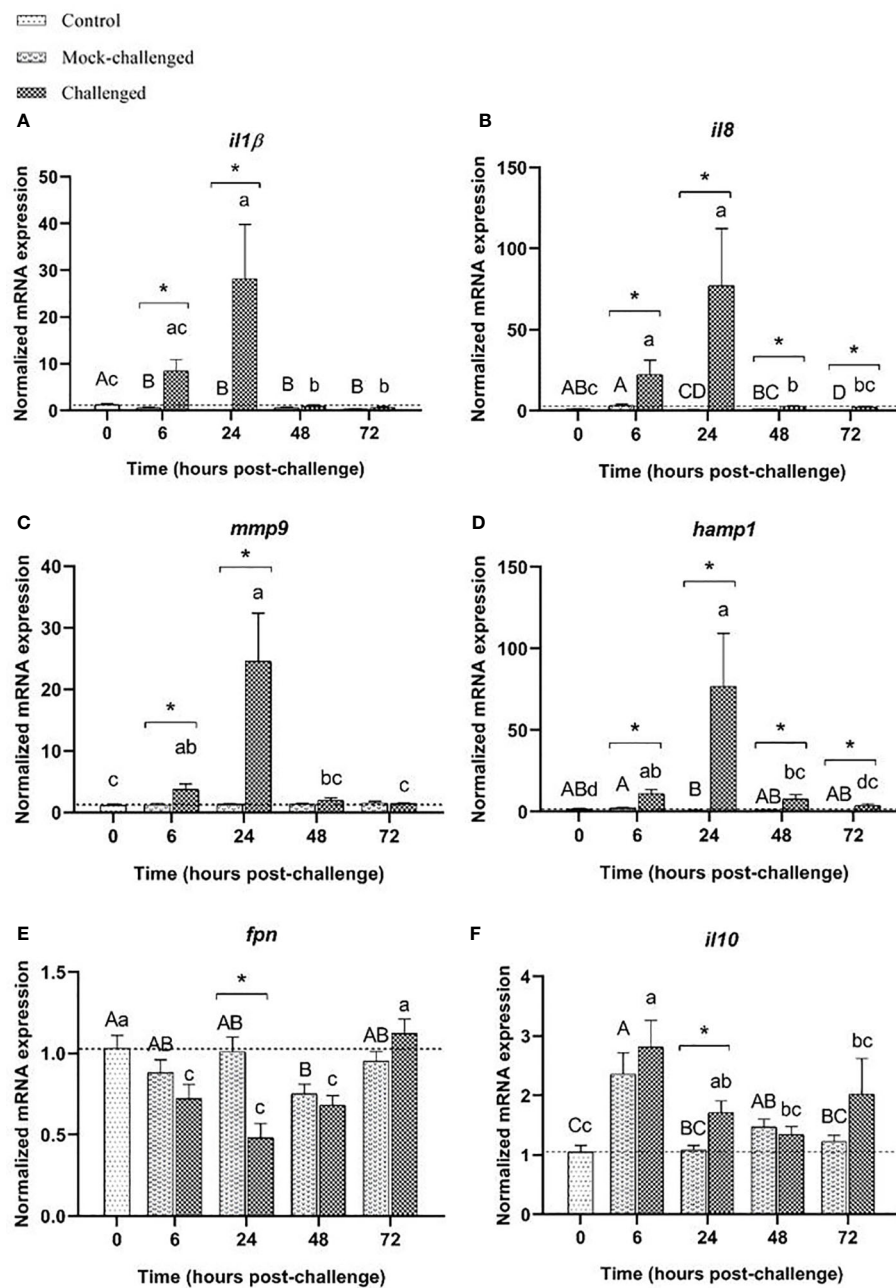 Control
Mock-challenged
Challenged
A
il1β
Normalized mRNA expression
50
40
30
20
10
0
*
*
Ac
B
ac
B
a
B
b
B
b
0
6
24
48
72
Time (hours post-challenge)
B
il8
Normalized mRNA expression
150
100
50
0
*
*
*
*
ABc
A
a
CD
a
BC
b
D
bc
0
6
24
48
72
Time (hours post-challenge)
C
mmp9
Normalized mRNA expression
40
30
20
10
0
*
*
c
ab
a
bc
c
0
6
24
48
72
Time (hours post-challenge)
D
hamp1
Normalized mRNA expression
150
100
50
0
*
*
*
*
ABd
A
ab
B
a
AB
bc
AB
dc
0
6
24
48
72
Time (hours post-challenge)
E
fpn
Normalized mRNA expression
1.5
1.0
0.5
0.0
*
Aa
AB
c
AB
c
B
c
AB
a
0
6
24
48
72
Time (hours post-challenge)
F
il10
Normalized mRNA expression
4
3
2
1
0
*
Cc
A
a
BC
ab
AB
bc
BC
bc
0
6
24
48
72
Time (hours post-challenge)